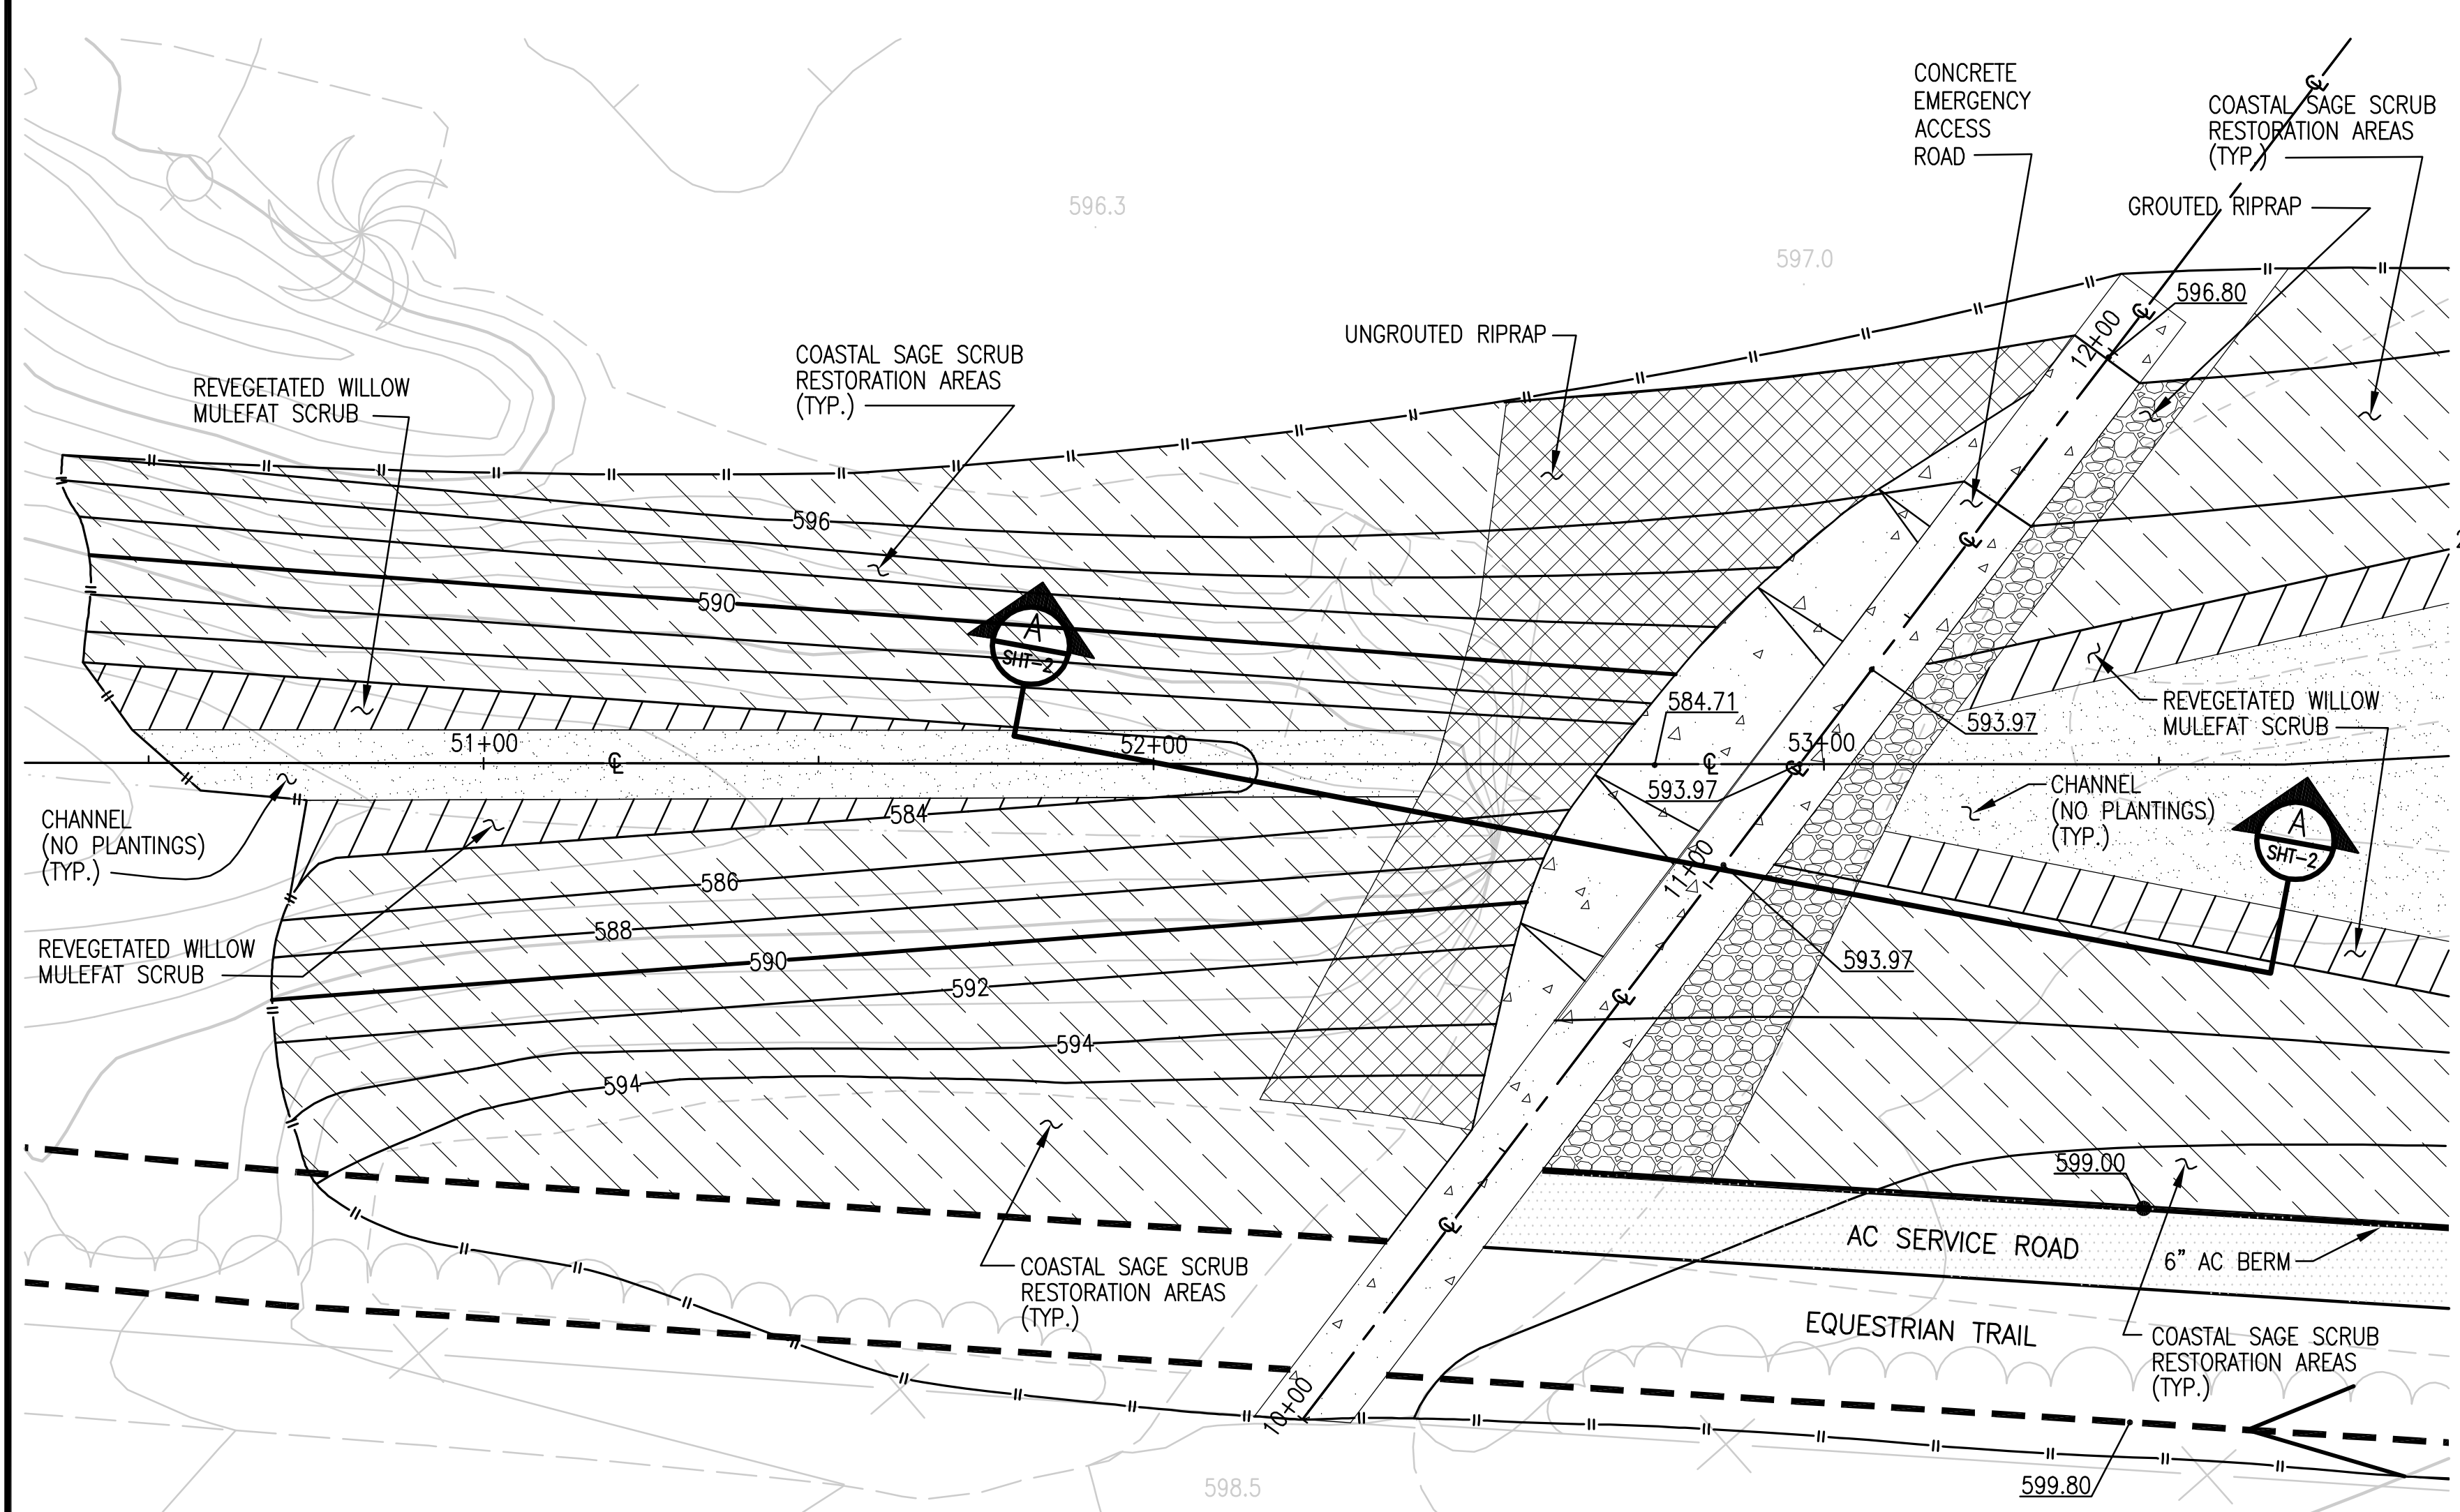 CONCRETE
EMERGENCY
ACCESS
ROAD
COASTAL SAGE SCRUB
RESTORATION AREAS
(TYP.)
GROUTED RIPRAP
596.3
597.0
596.80
12+00
UNGROUTED RIPRAP
COASTAL SAGE SCRUB
RESTORATION AREAS
(TYP.)
REVEGETATED WILLOW
MULEFAT SCRUB
596
590
A
SHT-2
584.71
593.97
REVEGETATED WILLOW
MULEFAT SCRUB
51+00
52+00
53+00
593.97
CHANNEL
(NO PLANTINGS)
(TYP.)
CHANNEL
(NO PLANTINGS)
(TYP.)
584
A
SHT-2
11+00
586
588
REVEGETATED WILLOW
MULEFAT SCRUB
590
593.97
592
594
594
599.00
AC SERVICE ROAD
6" AC BERM
COASTAL SAGE SCRUB
RESTORATION AREAS
(TYP.)
EQUESTRIAN TRAIL
COASTAL SAGE SCRUB
RESTORATION AREAS
(TYP.)
10+00
598.5
599.80